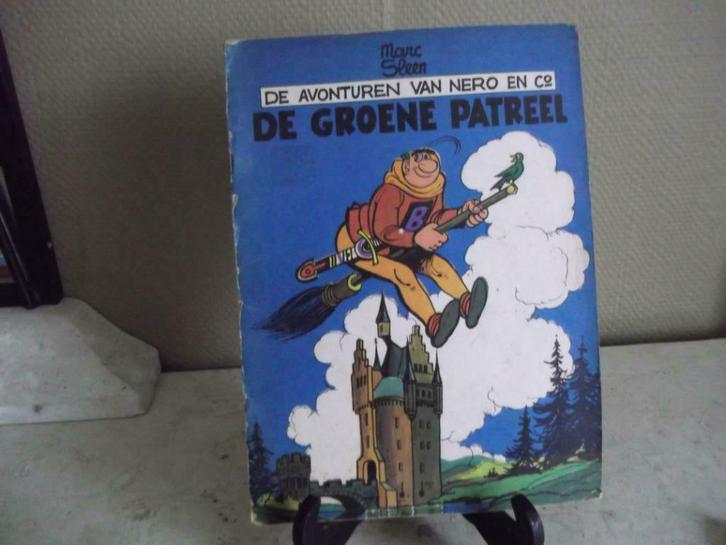 Marc
Sleen
DE AVONTUREN VAN NERO EN Co
DE GROENE PATREEL
B